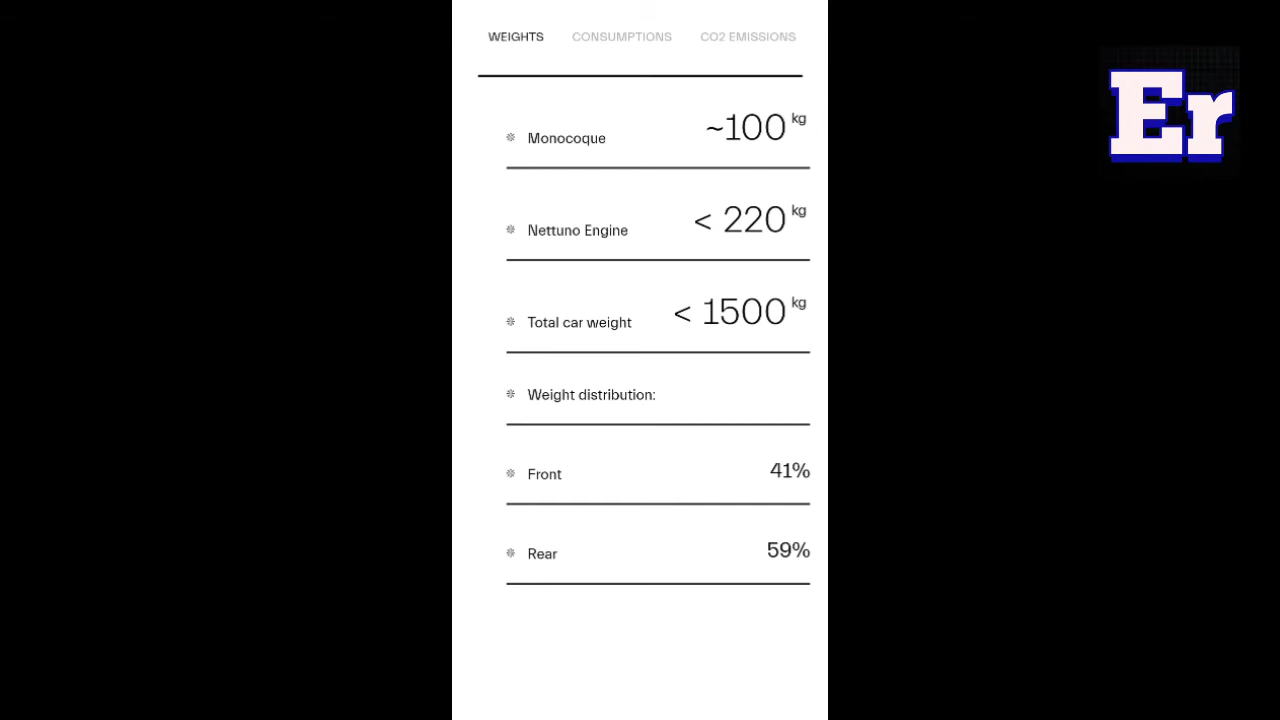 WEIGHTS CONSUMPTIONS CO2 EMISSIONS
Monocoque ~100 kg
Nettuno Engine < 220 kg
Total car weight < 1500 kg
Weight distribution:
Front 41%
Rear 59%
Er